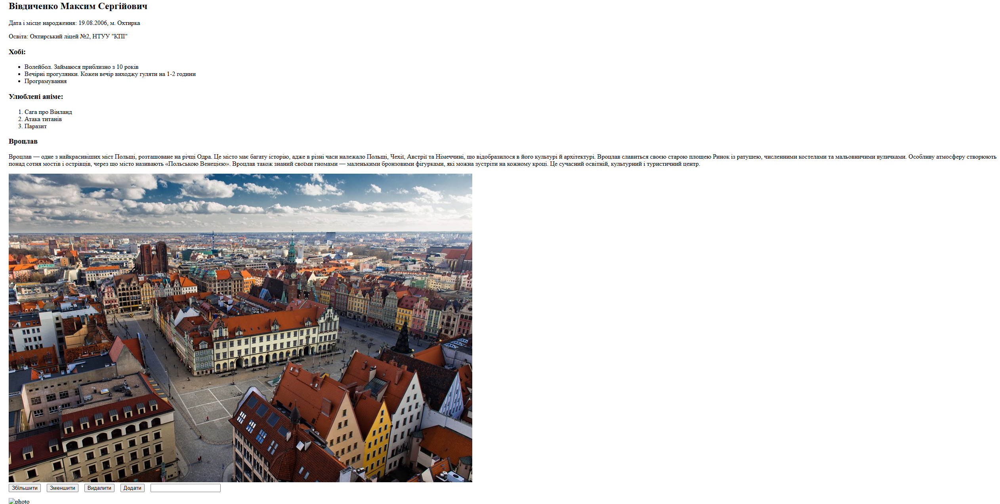 Вівдиченко Максим Сергійович
Дата і місце народження: 19.08.2006, м. Охтирка
Освіта: Охтирський ліцей №2, НТУУ "КПІ"
Хобі:
• Волейбол. Займаюся приблизно з 10 років
• Вечірні прогулянки. Кожен вечір виходжу гуляти на 1-2 години
• Програмування
Улюблені аніме:
1. Сага про Вінланд
2. Атака титанів
3. Паразит
Вроцлав
Вроцлав — одне з найкрасивіших міст Польщі, розташоване на річці Одра. Це місто має багату історію, адже в різні часи належало Польщі, Чехії, Австрії та Німеччині, що відобразилося в його культурі й архітектурі. Вроцлав славиться своєю старою площею Ринок із ратушею, численними костелами та мальовничими вуличками. Особливу атмосферу створюють
понад сотня мостів і острівців, через що місто називають «Польською Венецією». Вроцлав також знаний своїми гномами — маленькими бронзовими фігурками, які можна зустріти на кожному кроці. Це сучасний освітній, культурний і туристичний центр.
Збільшити Зменшити Видалити Додати
photo